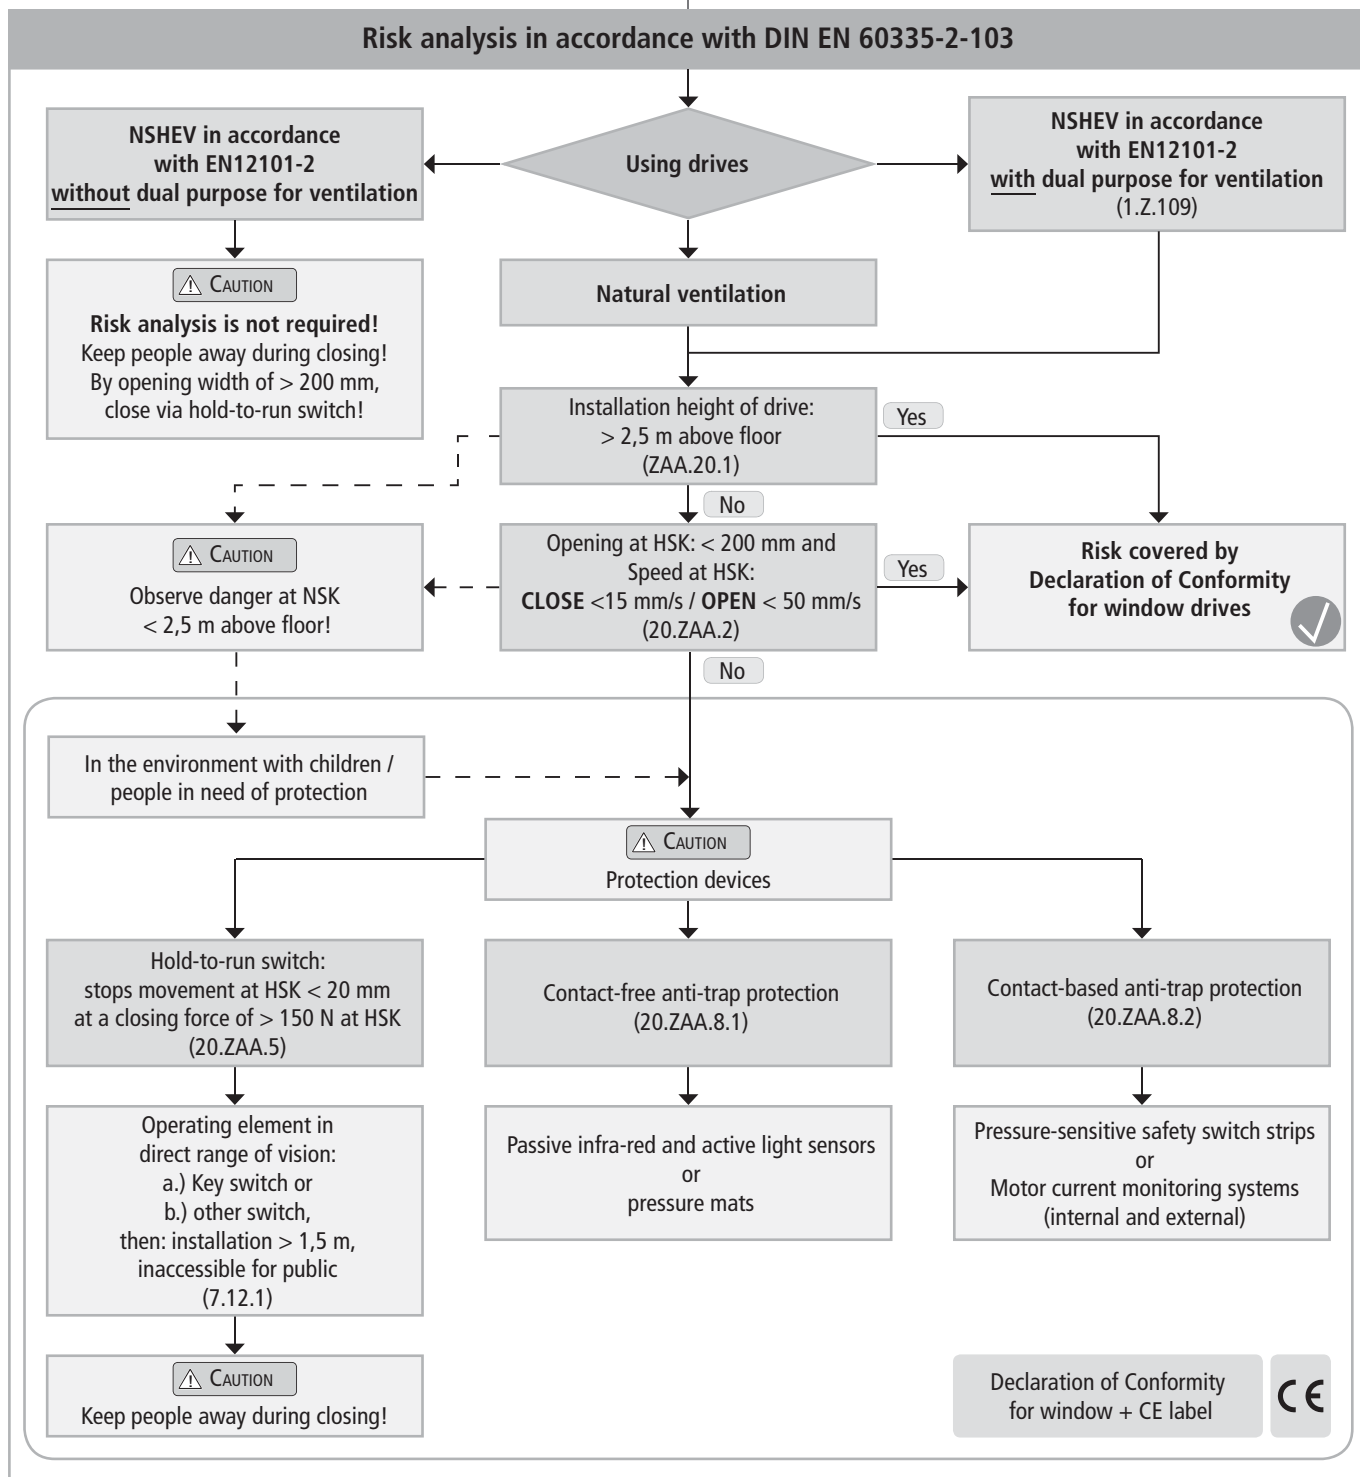 Risk analysis in accordance with DIN EN 60335-2-103
NSHEV in accordance
with EN12101-2
without dual purpose for ventilation
Using drives
NSHEV in accordance
with EN12101-2
with dual purpose for ventilation
(1.Z.109)
CAUTION
Risk analysis is not required!
Keep people away during closing!
By opening width of > 200 mm,
close via hold-to-run switch!
Natural ventilation
Installation height of drive:
> 2,5 m above floor
(ZAA.20.1)
Yes
No
CAUTION
Observe danger at NSK
< 2,5 m above floor!
Opening at HSK: < 200 mm and
Speed at HSK:
CLOSE <15 mm/s / OPEN < 50 mm/s
(20.ZAA.2)
Yes
No
Risk covered by
Declaration of Conformity
for window drives
In the environment with children /
people in need of protection
CAUTION
Protection devices
Hold-to-run switch:
stops movement at HSK < 20 mm
at a closing force of > 150 N at HSK
(20.ZAA.5)
Contact-free anti-trap protection
(20.ZAA.8.1)
Contact-based anti-trap protection
(20.ZAA.8.2)
Operating element in
direct range of vision:
a.) Key switch or
b.) other switch,
then: installation > 1,5 m,
inaccessible for public
(7.12.1)
Passive infra-red and active light sensors
or
pressure mats
Pressure-sensitive safety switch strips
or
Motor current monitoring systems
(internal and external)
CAUTION
Keep people away during closing!
Declaration of Conformity
for window + CE label
CE